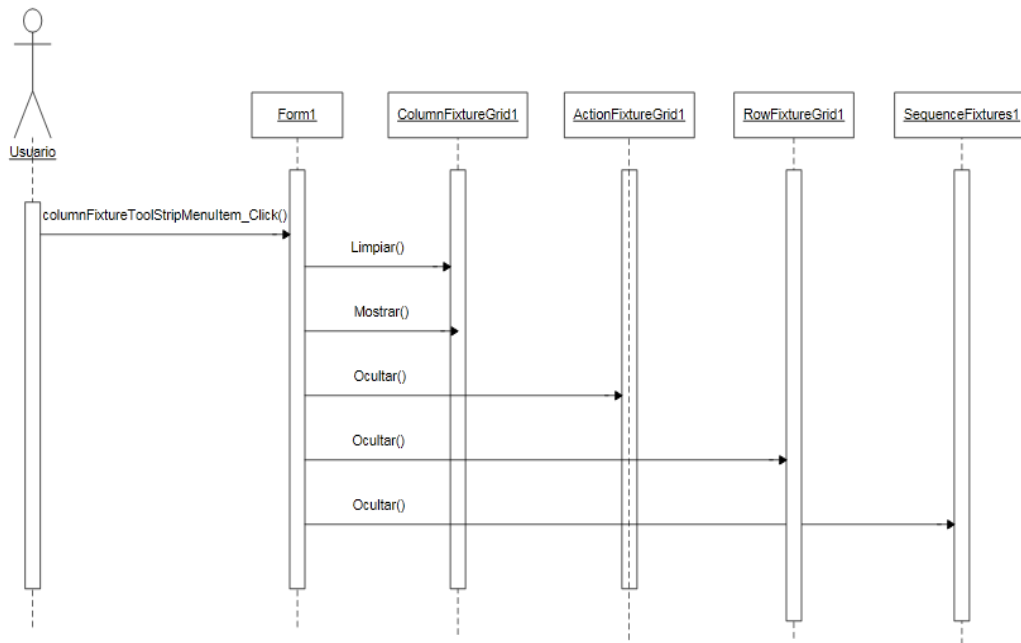 Usuario
Form1
ColumnFixtureGrid1
ActionFixtureGrid1
RowFixtureGrid1
SequenceFixtures1
columnFixtureToolStripMenuItem_Click()
Limpiar()
Mostrar()
Ocultar()
Ocultar()
Ocultar()